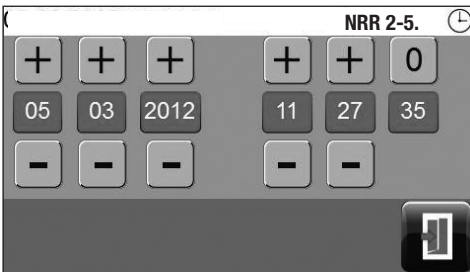 NRR 2-5.
+ + + + + 0
05 03 2012 11 27 35
- - - - -